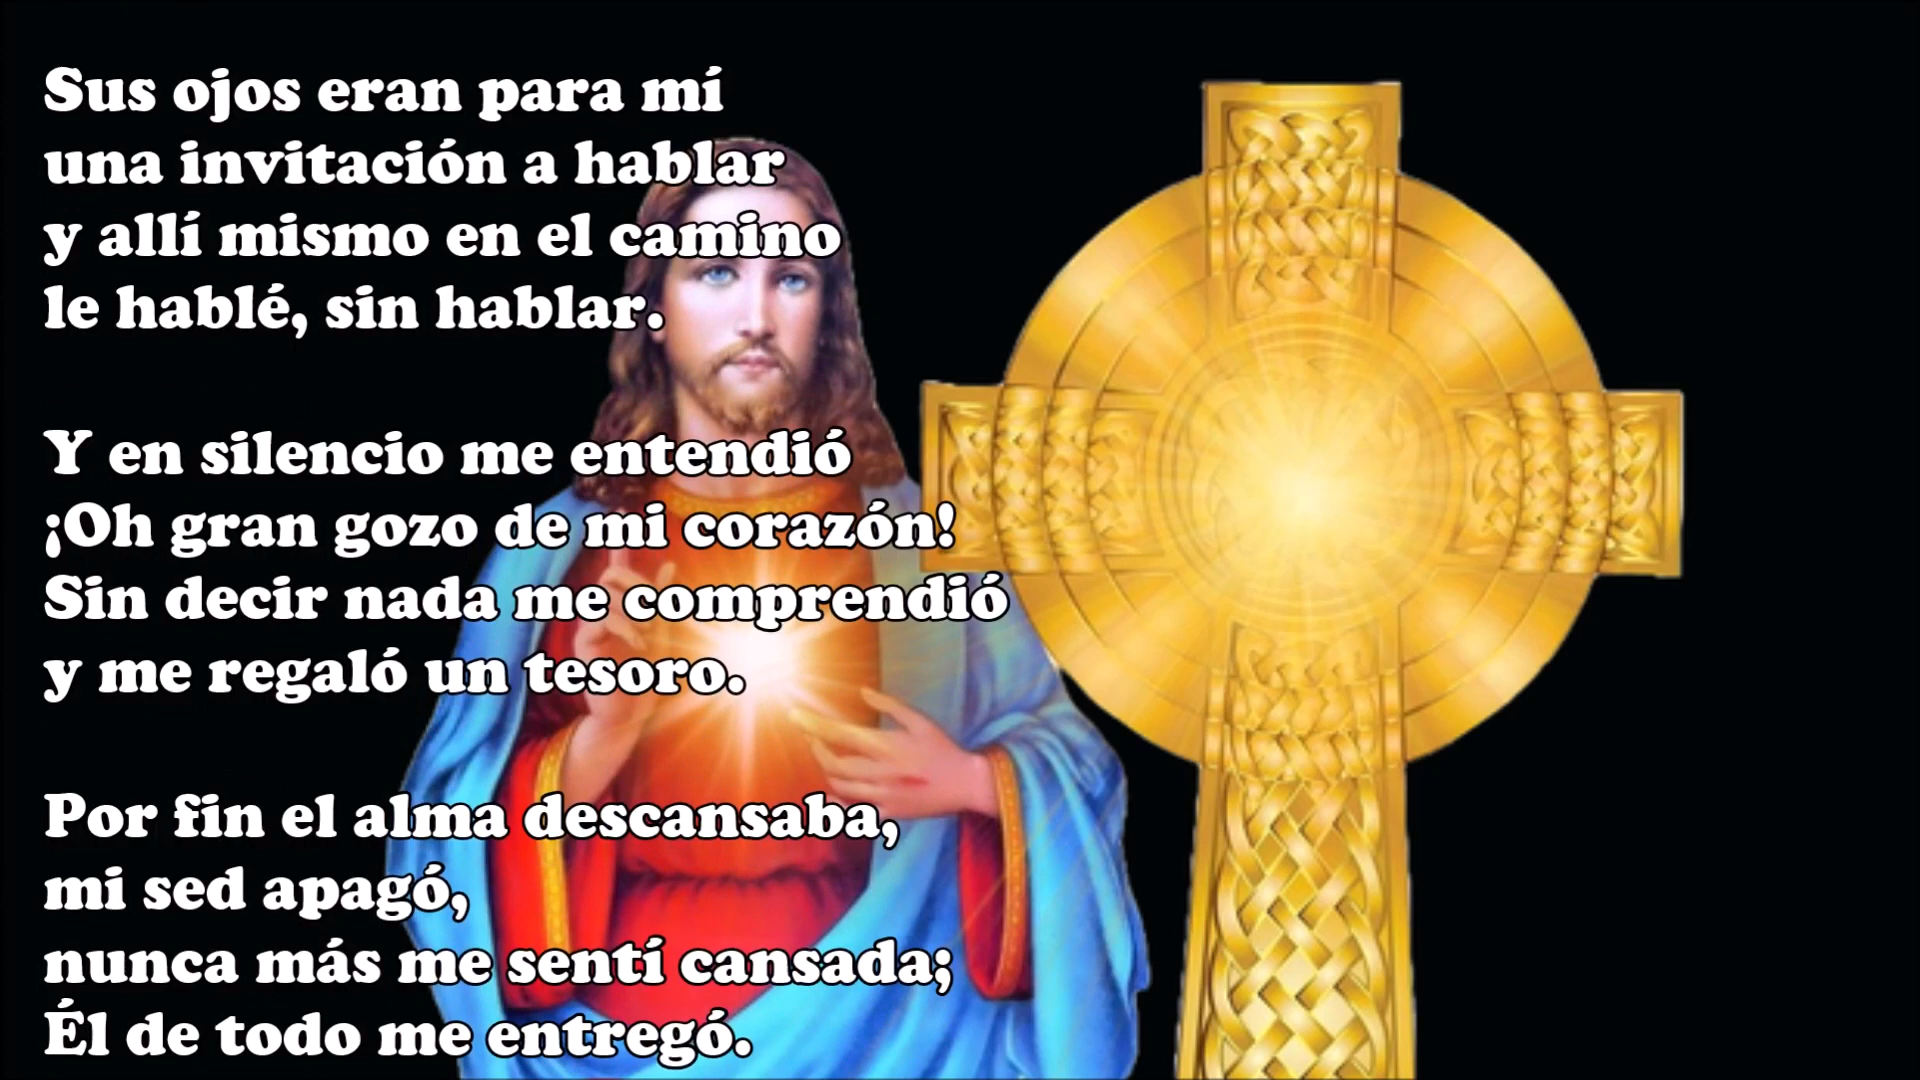 Sus ojos eran para mí
una invitación a hablar
y allí mismo en el camino
le hablé, sin hablar.
Y en silencio me entendió
¡Oh gran gozo de mi corazón!
Sin decir nada me comprendió
y me regaló un tesoro.
Por fin el alma descansaba,
mi sed apagó,
nunca más me sentí cansada;
Él de todo me entregó.